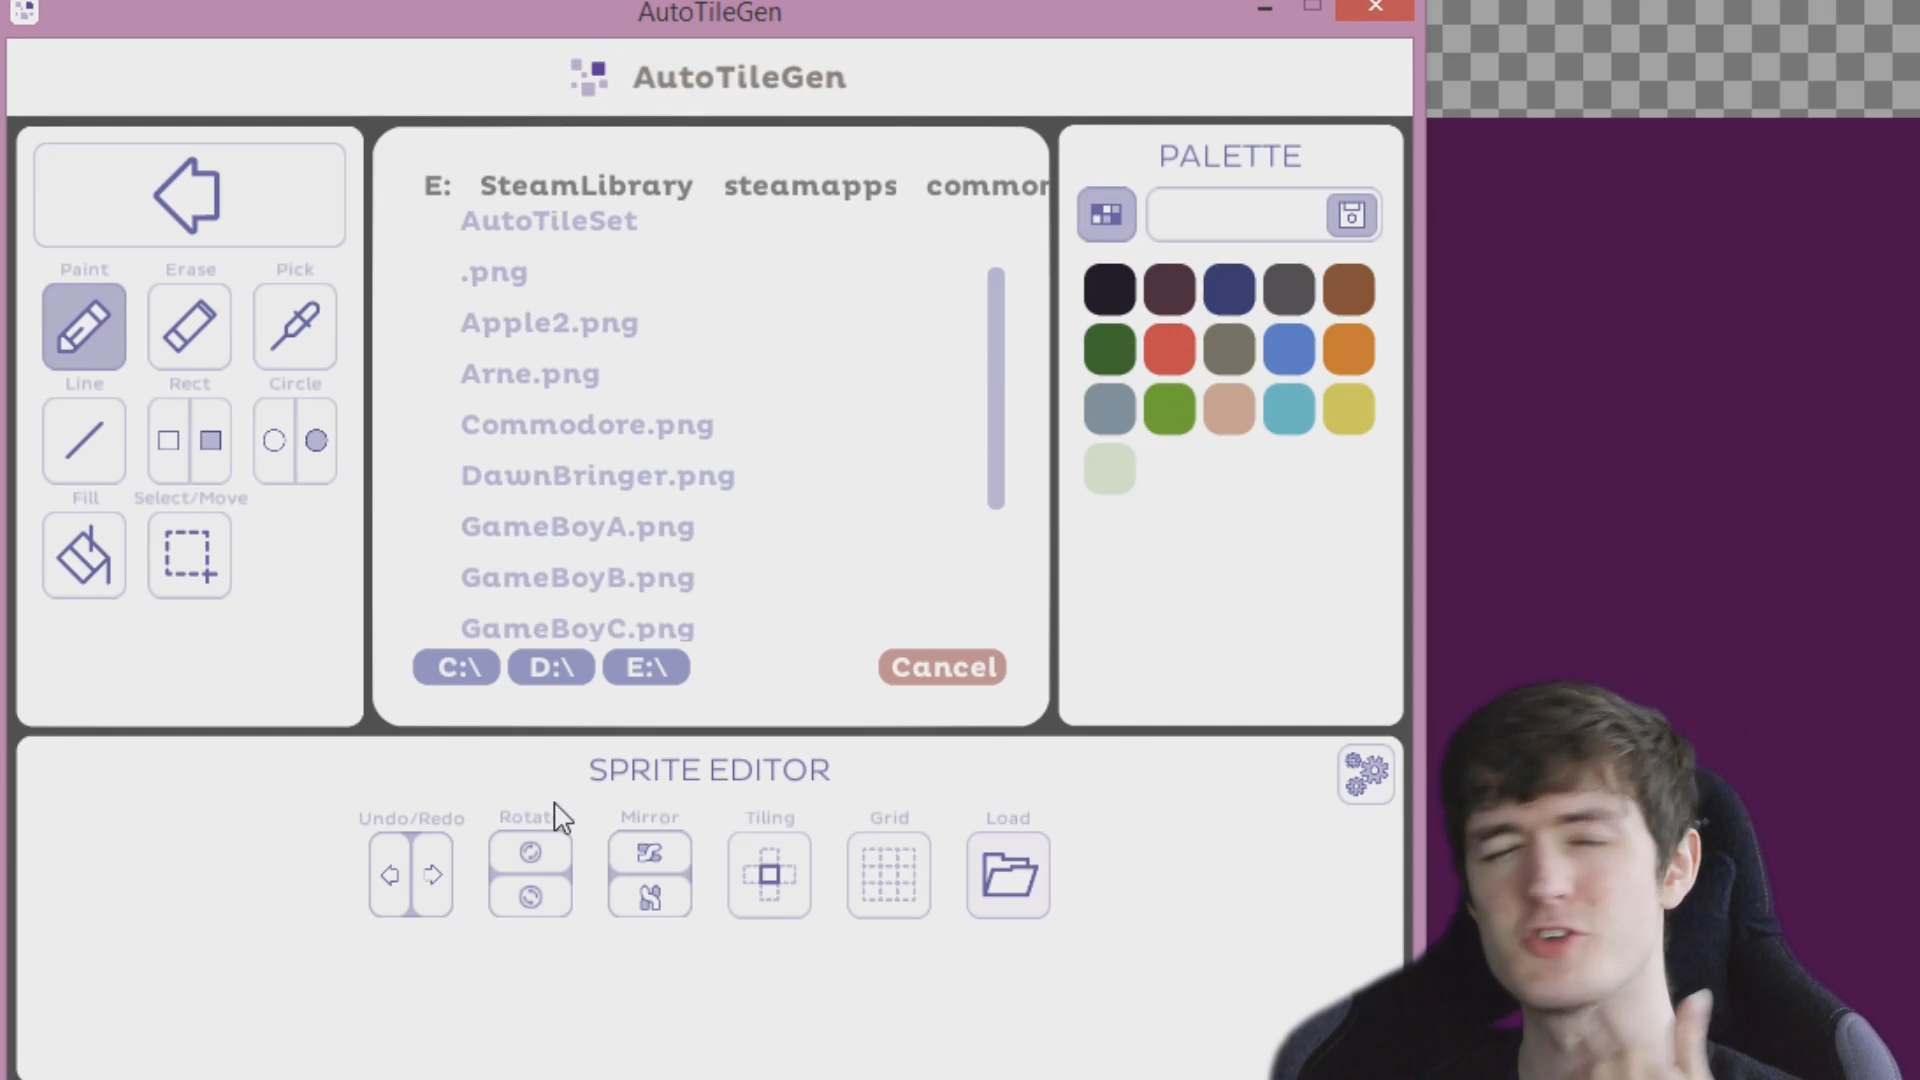 AutoTileGen
AutoTileGen
Paint Erase Pick
Line Rect Circle
Fill Select/Move
E: SteamLibrary steamapps common
AutoTileSet
.png
Apple2.png
Arne.png
Commodore.png
DawnBringer.png
GameBoyA.png
GameBoyB.png
GameBoyC.png
C:\ D:\ E:\ Cancel
PALETTE
SPRITE EDITOR
Undo/Redo Rotat Mirror Tiling Grid Load